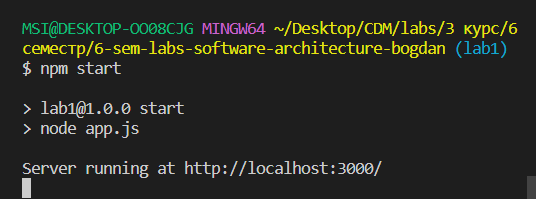 MSI@DESKTOP-OO08CJG MINGW64 ~/Desktop/CDM/labs/3 курс/6
семестр/6-sem-labs-software-architecture-bogdan (lab1)
$ npm start
> lab1@1.0.0 start
> node app.js
Server running at http://localhost:3000/